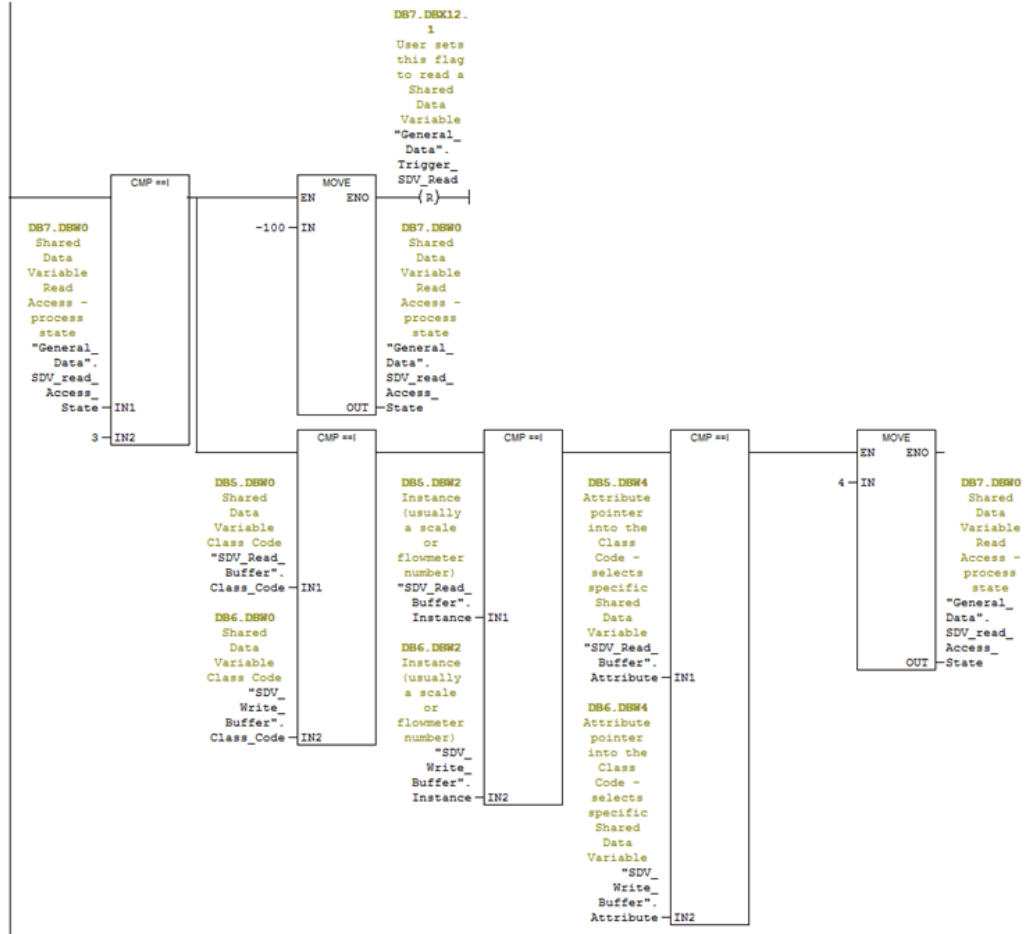 DB7.DBX12.
1
User sets
this flag
to read a
Shared
Data
Variable
"General_
Data".
Trigger_
SDV_Read
CMP ==I
MOVE
EN ENO
(R)
DB7.DBW0
Shared
Data
Variable
Read
Access -
process
state
"General_
Data".
SDV_read_
Access_
State
IN1
3
IN2
-100
IN
DB7.DBW0
Shared
Data
Variable
Read
Access -
process
state
"General_
Data".
SDV_read_
Access_
State
OUT
CMP ==I
DB5.DBW0
Shared
Data
Variable
Class Code
"SDV_Read_
Buffer".
Class_Code
IN1
DB6.DBW0
Shared
Data
Variable
Class Code
"SDV_
Write_
Buffer".
Class_Code
IN2
CMP ==I
DB5.DBW2
Instance
(usually
a scale
or
flowmeter
number)
"SDV_Read_
Buffer".
Instance
IN1
DB6.DBW2
Instance
(usually
a scale
or
flowmeter
number)
"SDV_
Write_
Buffer".
Instance
IN2
CMP ==I
DB5.DBW4
Attribute
pointer
into the
Class
Code -
selects
specific
Shared
Data
Variable
"SDV_Read_
Buffer".
Attribute
IN1
DB6.DBW4
Attribute
pointer
into the
Class
Code -
selects
specific
Shared
Data
Variable
"SDV_
Write_
Buffer".
Attribute
IN2
MOVE
EN ENO
4
IN
DB7.DBW0
Shared
Data
Variable
Read
Access -
process
state
"General_
Data".
SDV_read_
Access_
State
OUT